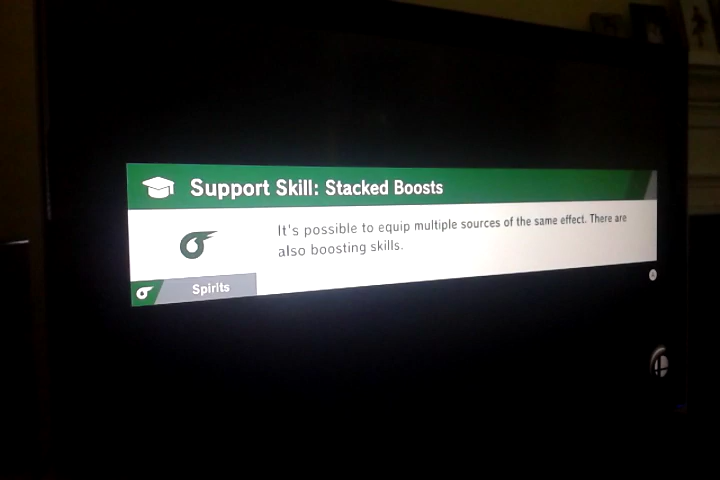 Support Skill: Stacked Boosts
It's possible to equip multiple sources of the same effect. There are
also boosting skills.
Spirits